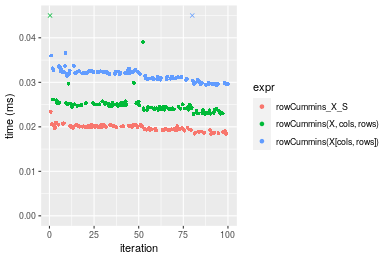 0.04
0.03
0.02
0.01
0.00
time (ms)
0
25
50
75
100
iteration
expr
rowCummins_X_S
rowCummins(X, cols, rows)
rowCummins(X[cols, rows])